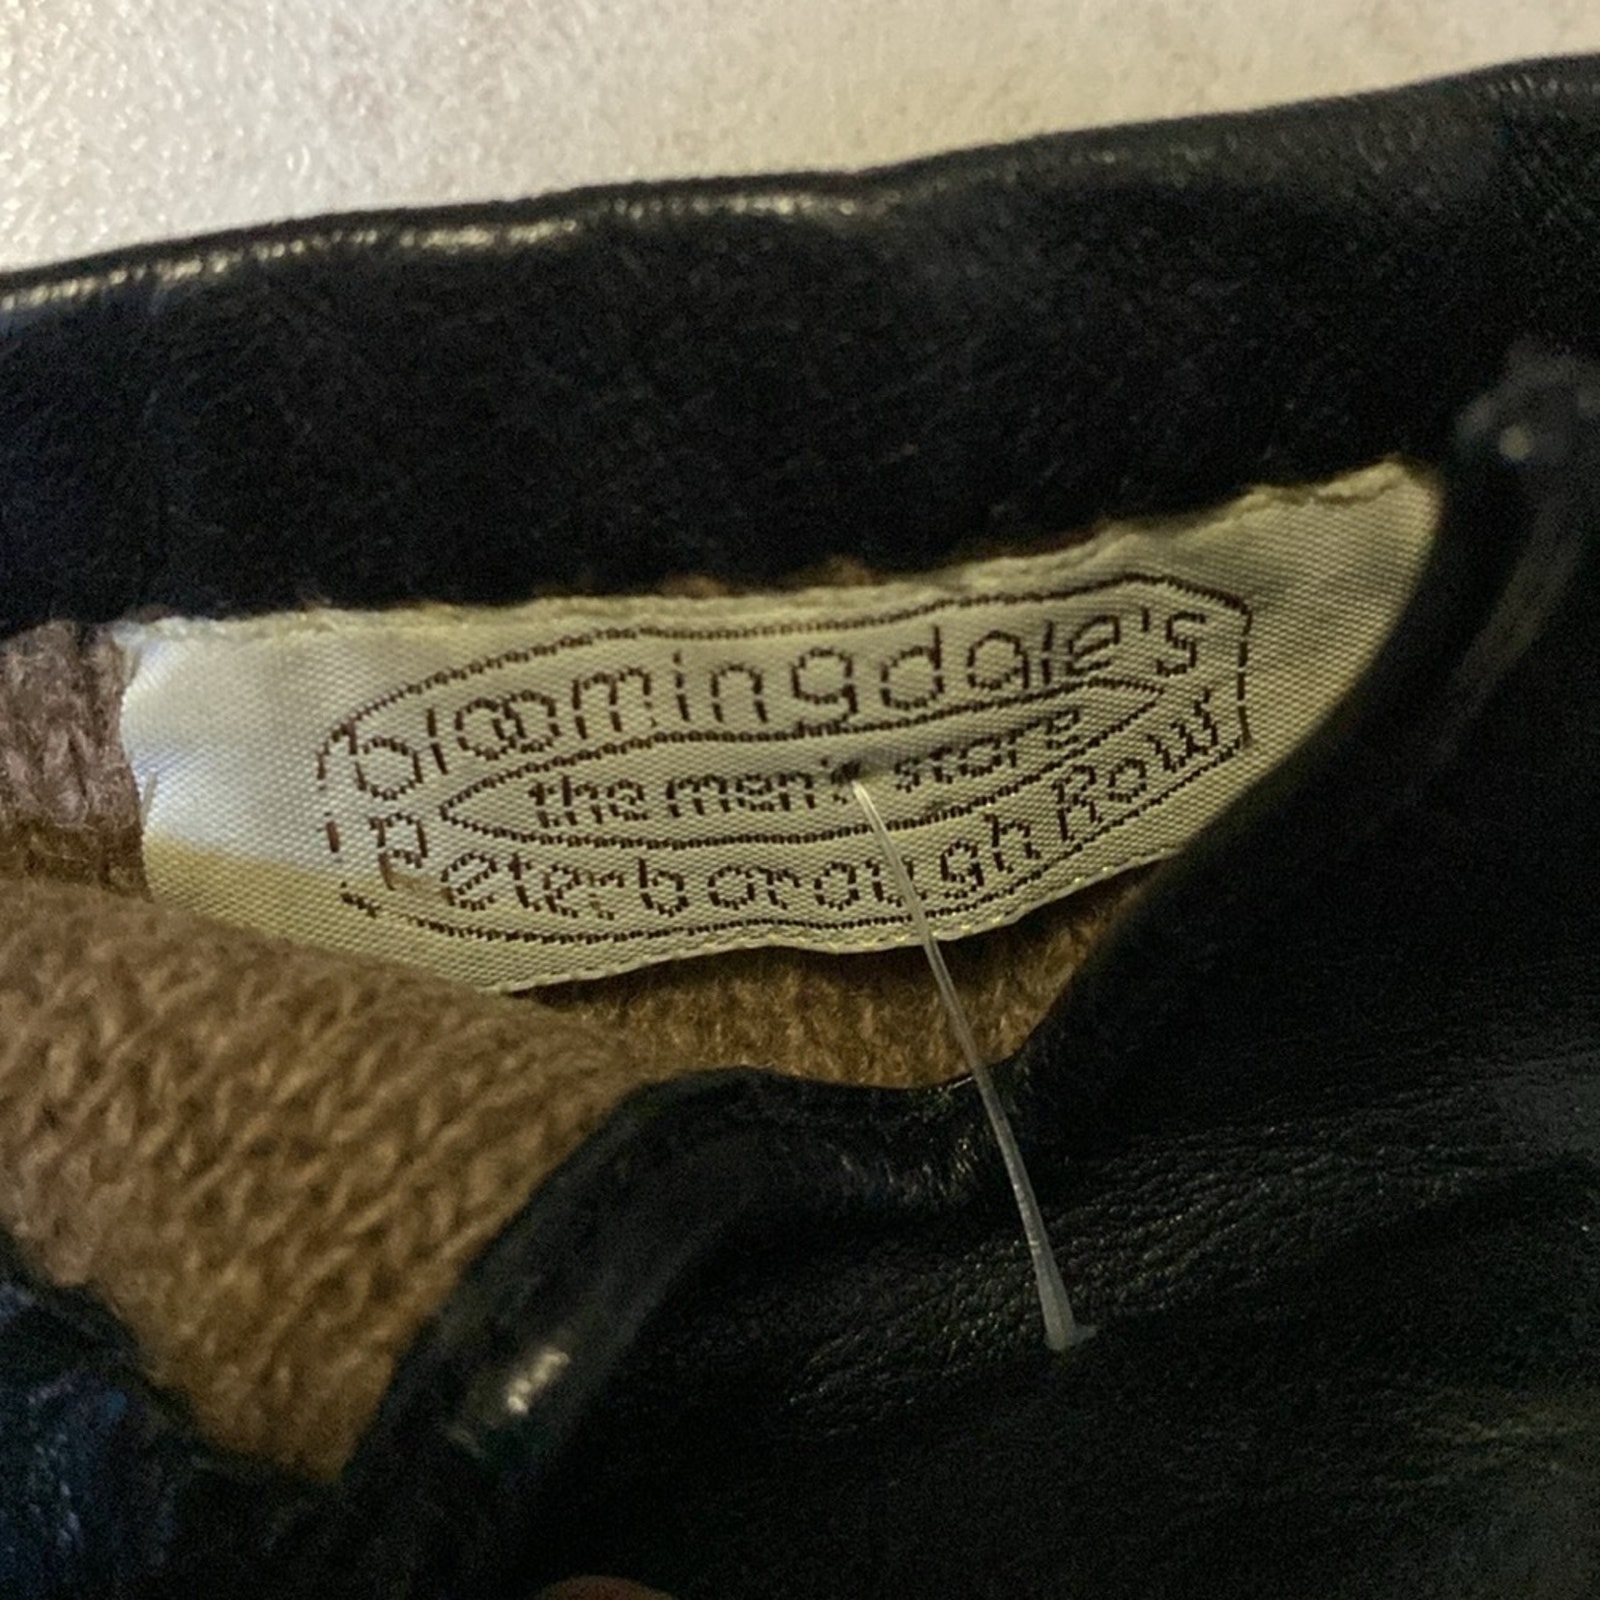 bloomingdale's
the men's store
Peterborough Row